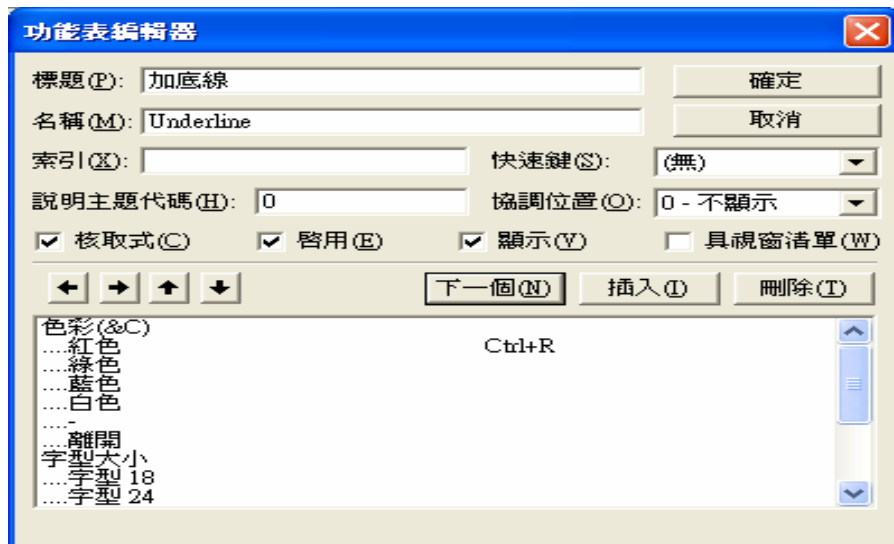 功能表編輯器
標題(P): 加底線 確定
名稱(M): Underline 取消
索引(X): 快速鍵(S): (無)
說明主題代碼(H): 0 協調位置(O): 0 - 不顯示
核取式(C) 啓用(E) 顯示(V) 具視窗清單(W)
下一個(N) 插入(I) 刪除(T)
色彩(&C)
....紅色 Ctrl+R
....綠色
....藍色
....白色
....-
....離開
字型大小
....字型 18
....字型 24